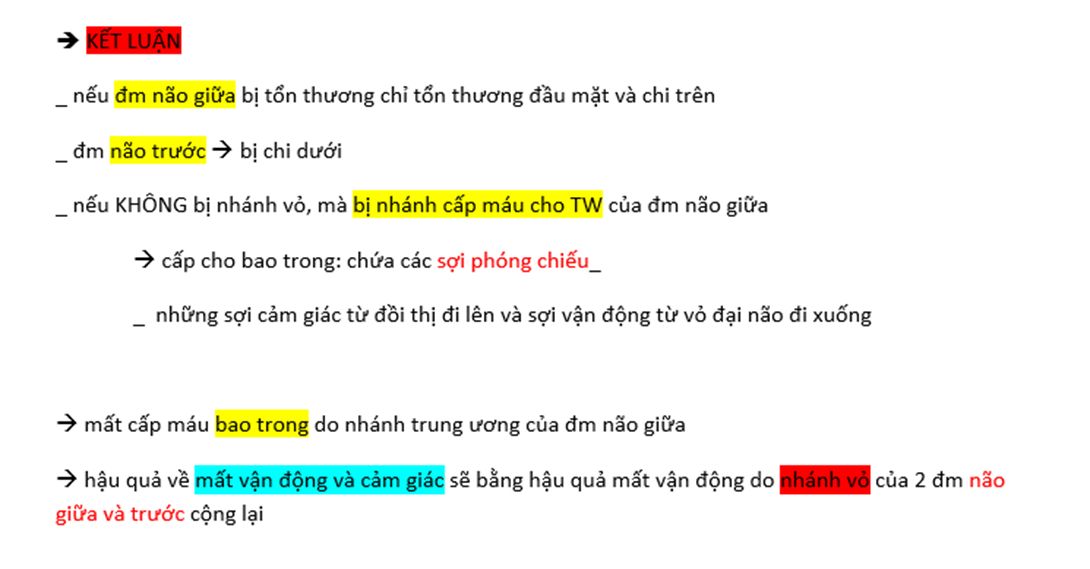 → KẾT LUẬN
_ nếu đm não giữa bị tổn thương chỉ tổn thương đầu mặt và chi trên
_ đm não trước → bị chi dưới
_ nếu KHÔNG bị nhánh vỏ, mà bị nhánh cấp máu cho TW của đm não giữa
→ cấp cho bao trong: chứa các sợi phóng chiếu_
_ những sợi cảm giác từ đồi thị đi lên và sợi vận động từ vỏ đại não đi xuống
→ mất cấp máu bao trong do nhánh trung ương của đm não giữa
→ hậu quả về mất vận động và cảm giác sẽ bằng hậu quả mất vận động do nhánh vỏ của 2 đm não
giữa và trước cộng lại